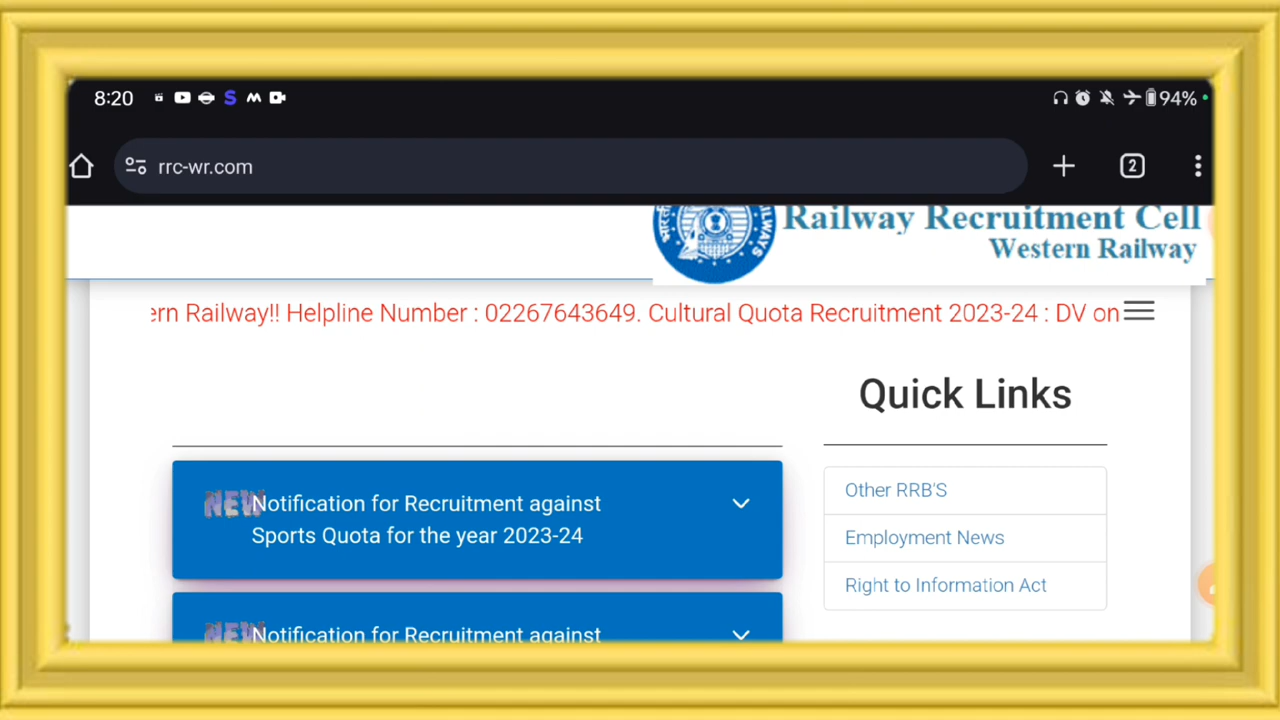 8:20
94%
rrc-wr.com
2
Railway Recruitment Cell
Western Railway
ern Railway!! Helpline Number : 02267643649. Cultural Quota Recruitment 2023-24 : DV on
Quick Links
NEW Notification for Recruitment against
Sports Quota for the year 2023-24
Other RRB'S
Employment News
Right to Information Act
NEW Notification for Recruitment against